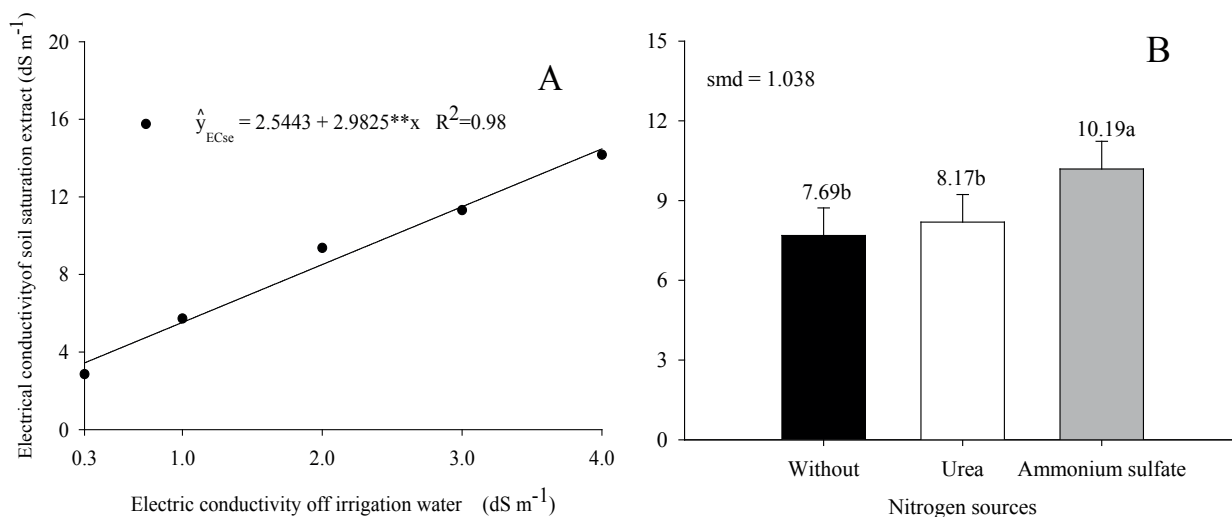 Electrical conductivityof soil saturation extract (dS m⁻¹)
20
16
12
8
4
0
A
ŷ_ECse = 2.5443 + 2.9825**x R²=0.98
0.3 1.0 2.0 3.0 4.0
Electric conductivity off irrigation water (dS m⁻¹)
15
12
9
6
3
0
B
smd = 1.038
7.69b
8.17b
10.19a
Without Urea Ammonium sulfate
Nitrogen sources